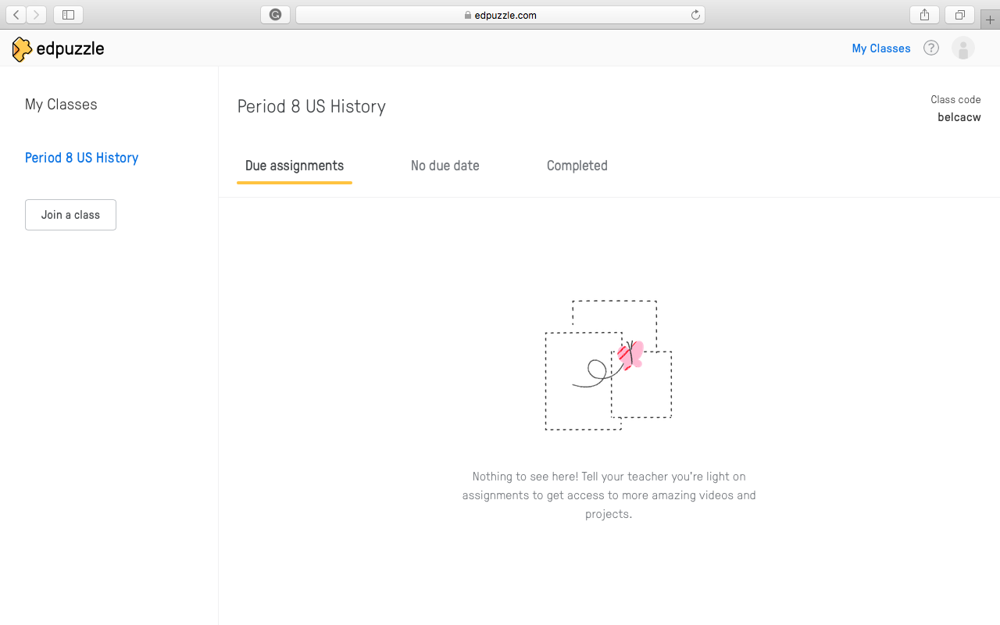 edpuzzle.com
edpuzzle
My Classes
?
My Classes
Period 8 US History
Join a class
Period 8 US History
Class code
belcacw
Due assignments
No due date
Completed
Nothing to see here! Tell your teacher you're light on
assignments to get access to more amazing videos and
projects.